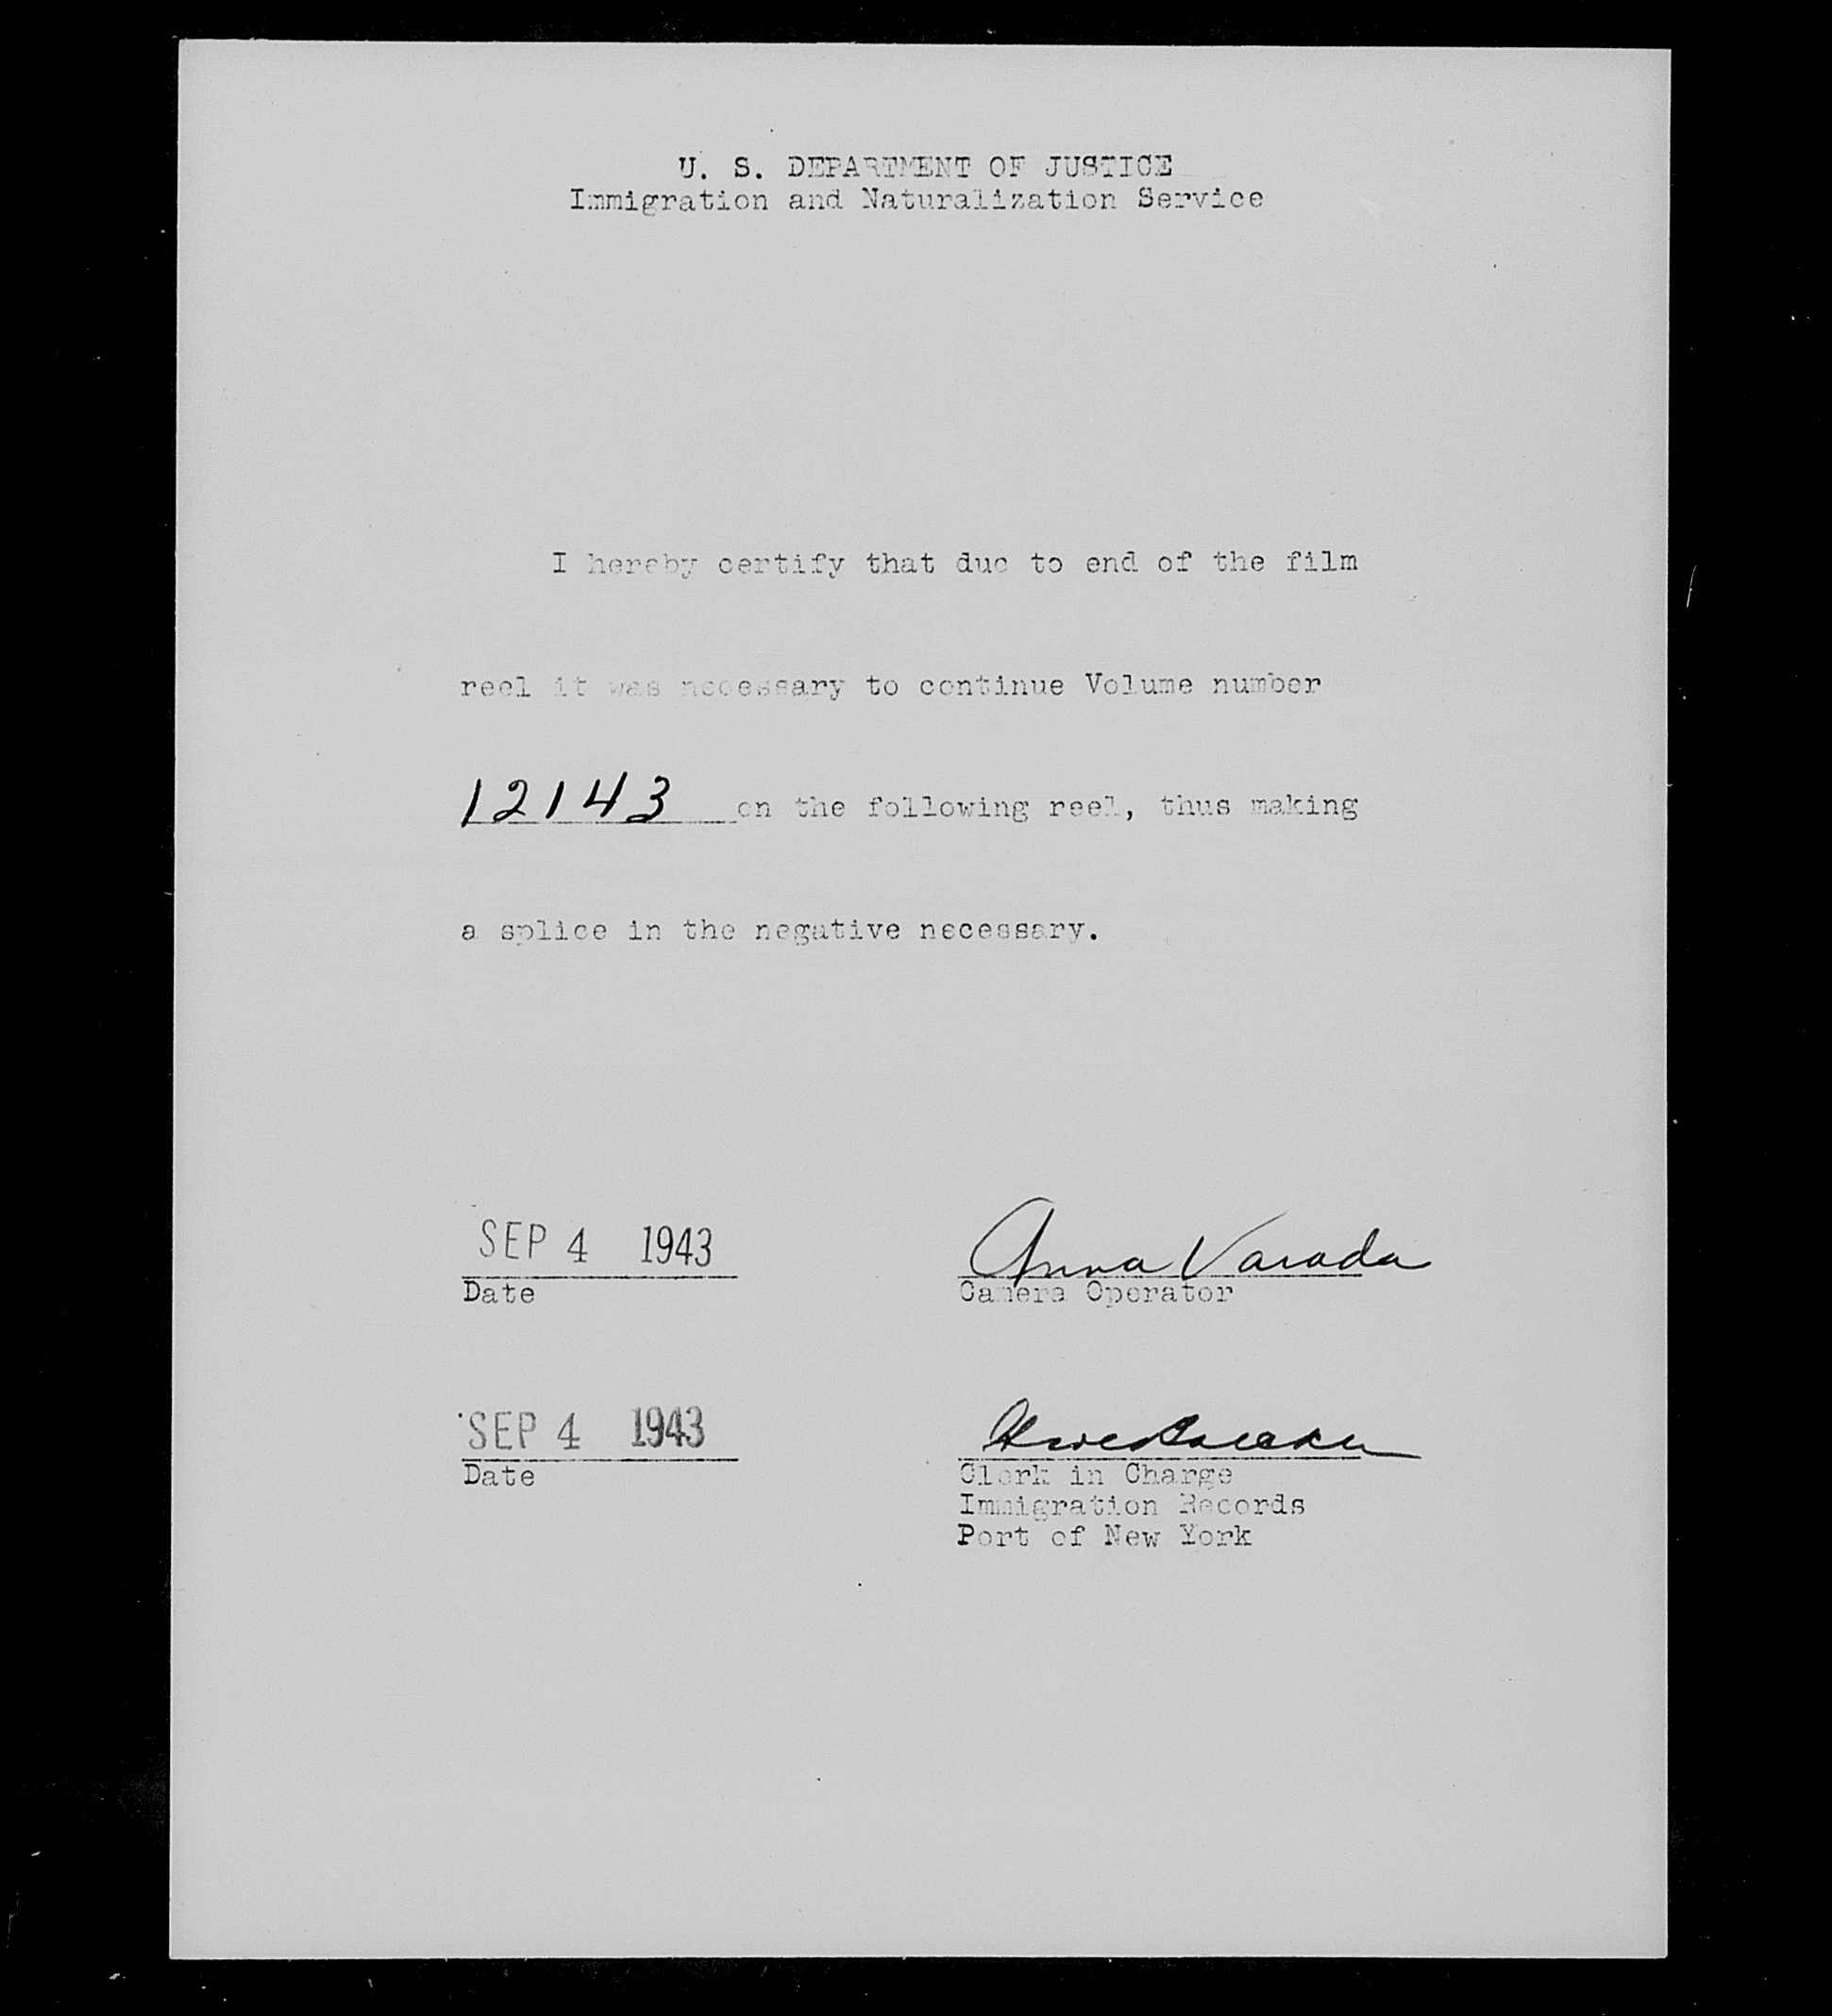 U. S. DEPARTMENT OF JUSTICE
Immigration and Naturalization Service
I hereby certify that due to end of the film
reel it was necessary to continue Volume number
12143 on the following reel, thus making
a splice in the negative necessary.
SEP 4 1943
Date
Anna Varada
Camera Operator
SEP 4 1943
Date
Clerk in Charge
Immigration Records
Port of New York